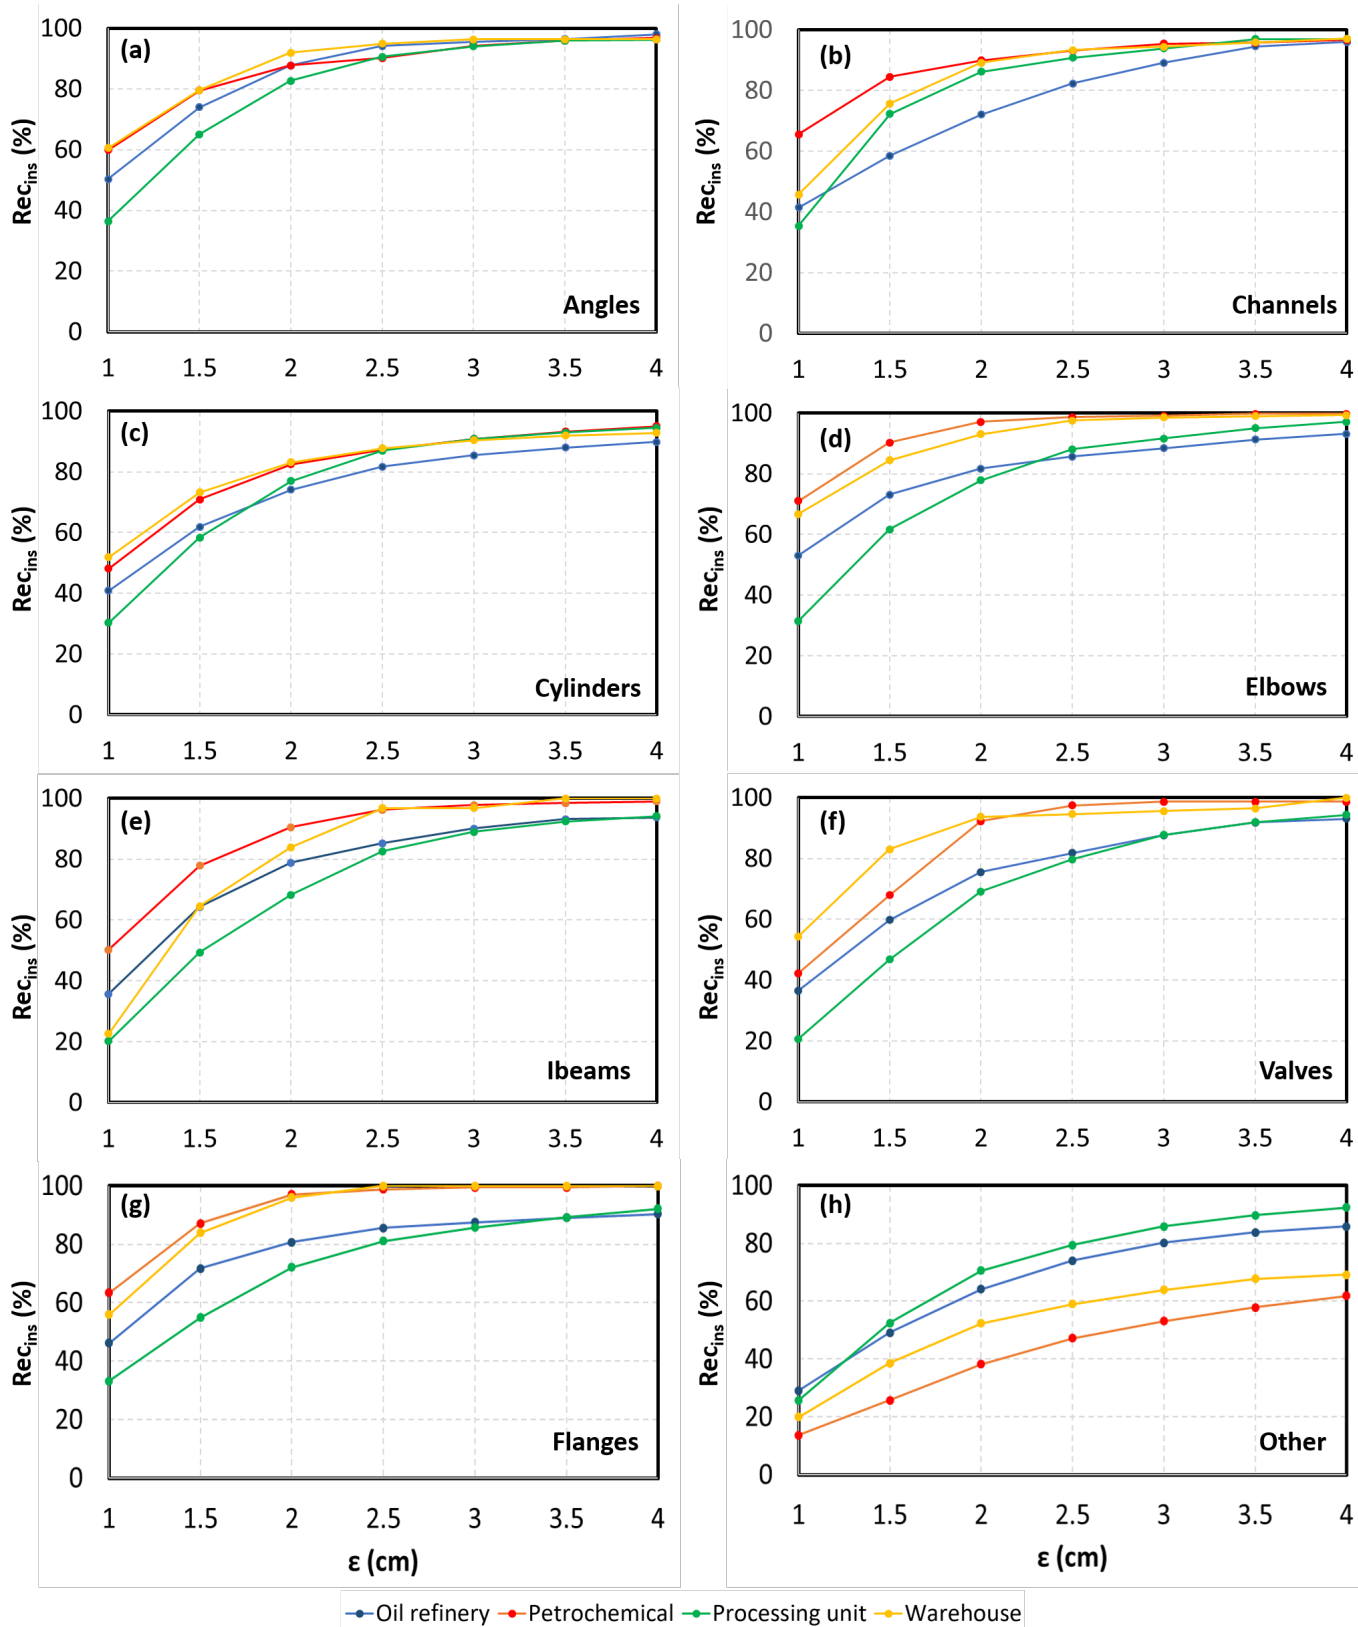 (a)
100
80
60
40
20
0
Rec_ins (%)
Angles
1 1.5 2 2.5 3 3.5 4
(b)
100
80
60
40
20
0
Rec_ins (%)
Channels
1 1.5 2 2.5 3 3.5 4
(c)
100
80
60
40
20
0
Rec_ins (%)
Cylinders
1 1.5 2 2.5 3 3.5 4
(d)
100
80
60
40
20
0
Rec_ins (%)
Elbows
1 1.5 2 2.5 3 3.5 4
(e)
100
80
60
40
20
0
Rec_ins (%)
Ibeams
1 1.5 2 2.5 3 3.5 4
(f)
100
80
60
40
20
0
Rec_ins (%)
Valves
1 1.5 2 2.5 3 3.5 4
(g)
100
80
60
40
20
0
Rec_ins (%)
Flanges
1 1.5 2 2.5 3 3.5 4
ε (cm)
(h)
100
80
60
40
20
0
Rec_ins (%)
Other
1 1.5 2 2.5 3 3.5 4
ε (cm)
Oil refinery Petrochemical Processing unit Warehouse